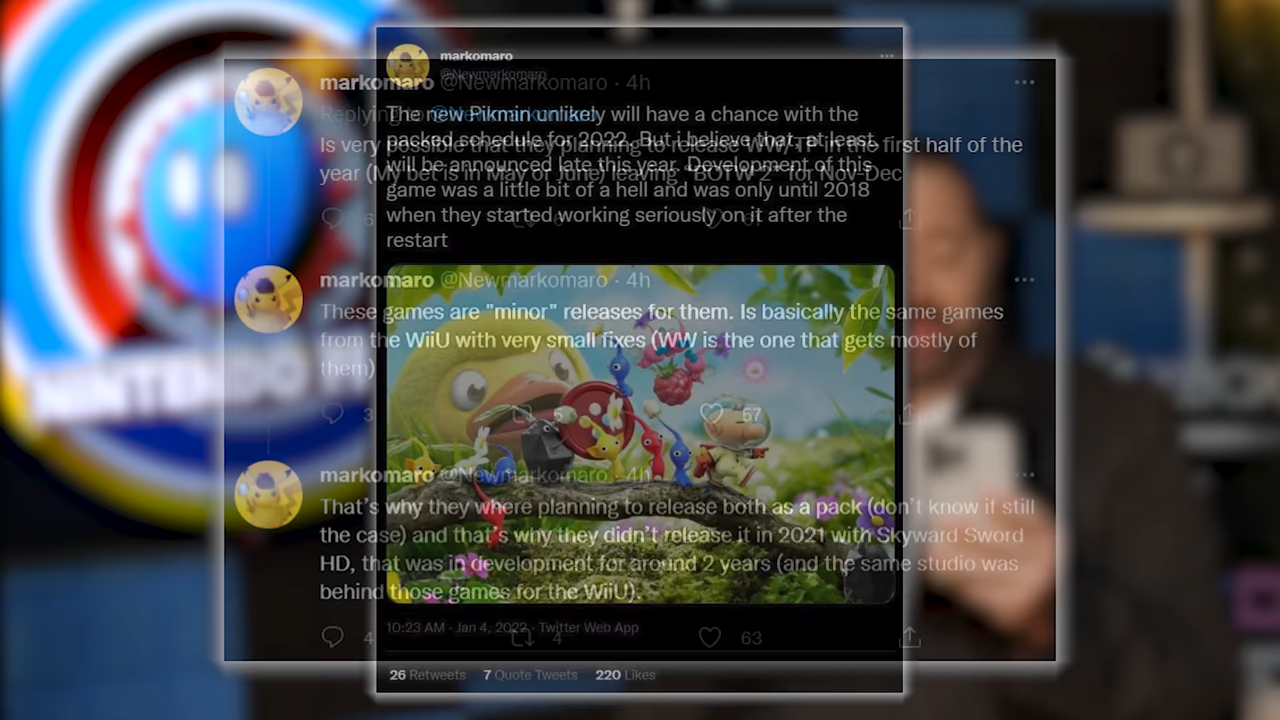 markomaro
@Newmarkomaro
The new Pikmin unlikely will have a chance with the
packed schedule for 2022. But i believe that, at least,
will be announced late this year. Development of this
game was a little bit of a hell and was only until 2018
when they started working seriously on it after the
restart
10:23 AM · Jan 4, 2022 · Twitter Web App
26 Retweets 7 Quote Tweets 220 Likes
markomaro @Newmarkomaro · 4h
Replying to @Newmarkomaro
Is very possible that they planning to release WW/TP in the first half of the
year (My bet is in May or June) leaving "BOTW 2" for Nov-Dec
6
61
markomaro @Newmarkomaro · 4h
These games are "minor" releases for them. Is basically the same games
from the WiiU with very small fixes (WW is the one that gets mostly of
them)
3 5 57
markomaro @Newmarkomaro · 4h
That's why they where planning to release both as a pack (don't know if still
the case) and that's why they didn't release it in 2021 with Skyward Sword
HD, that was in development for around 2 years (and the same studio was
behind those games for the WiiU).
4 4 63
NINTENDO